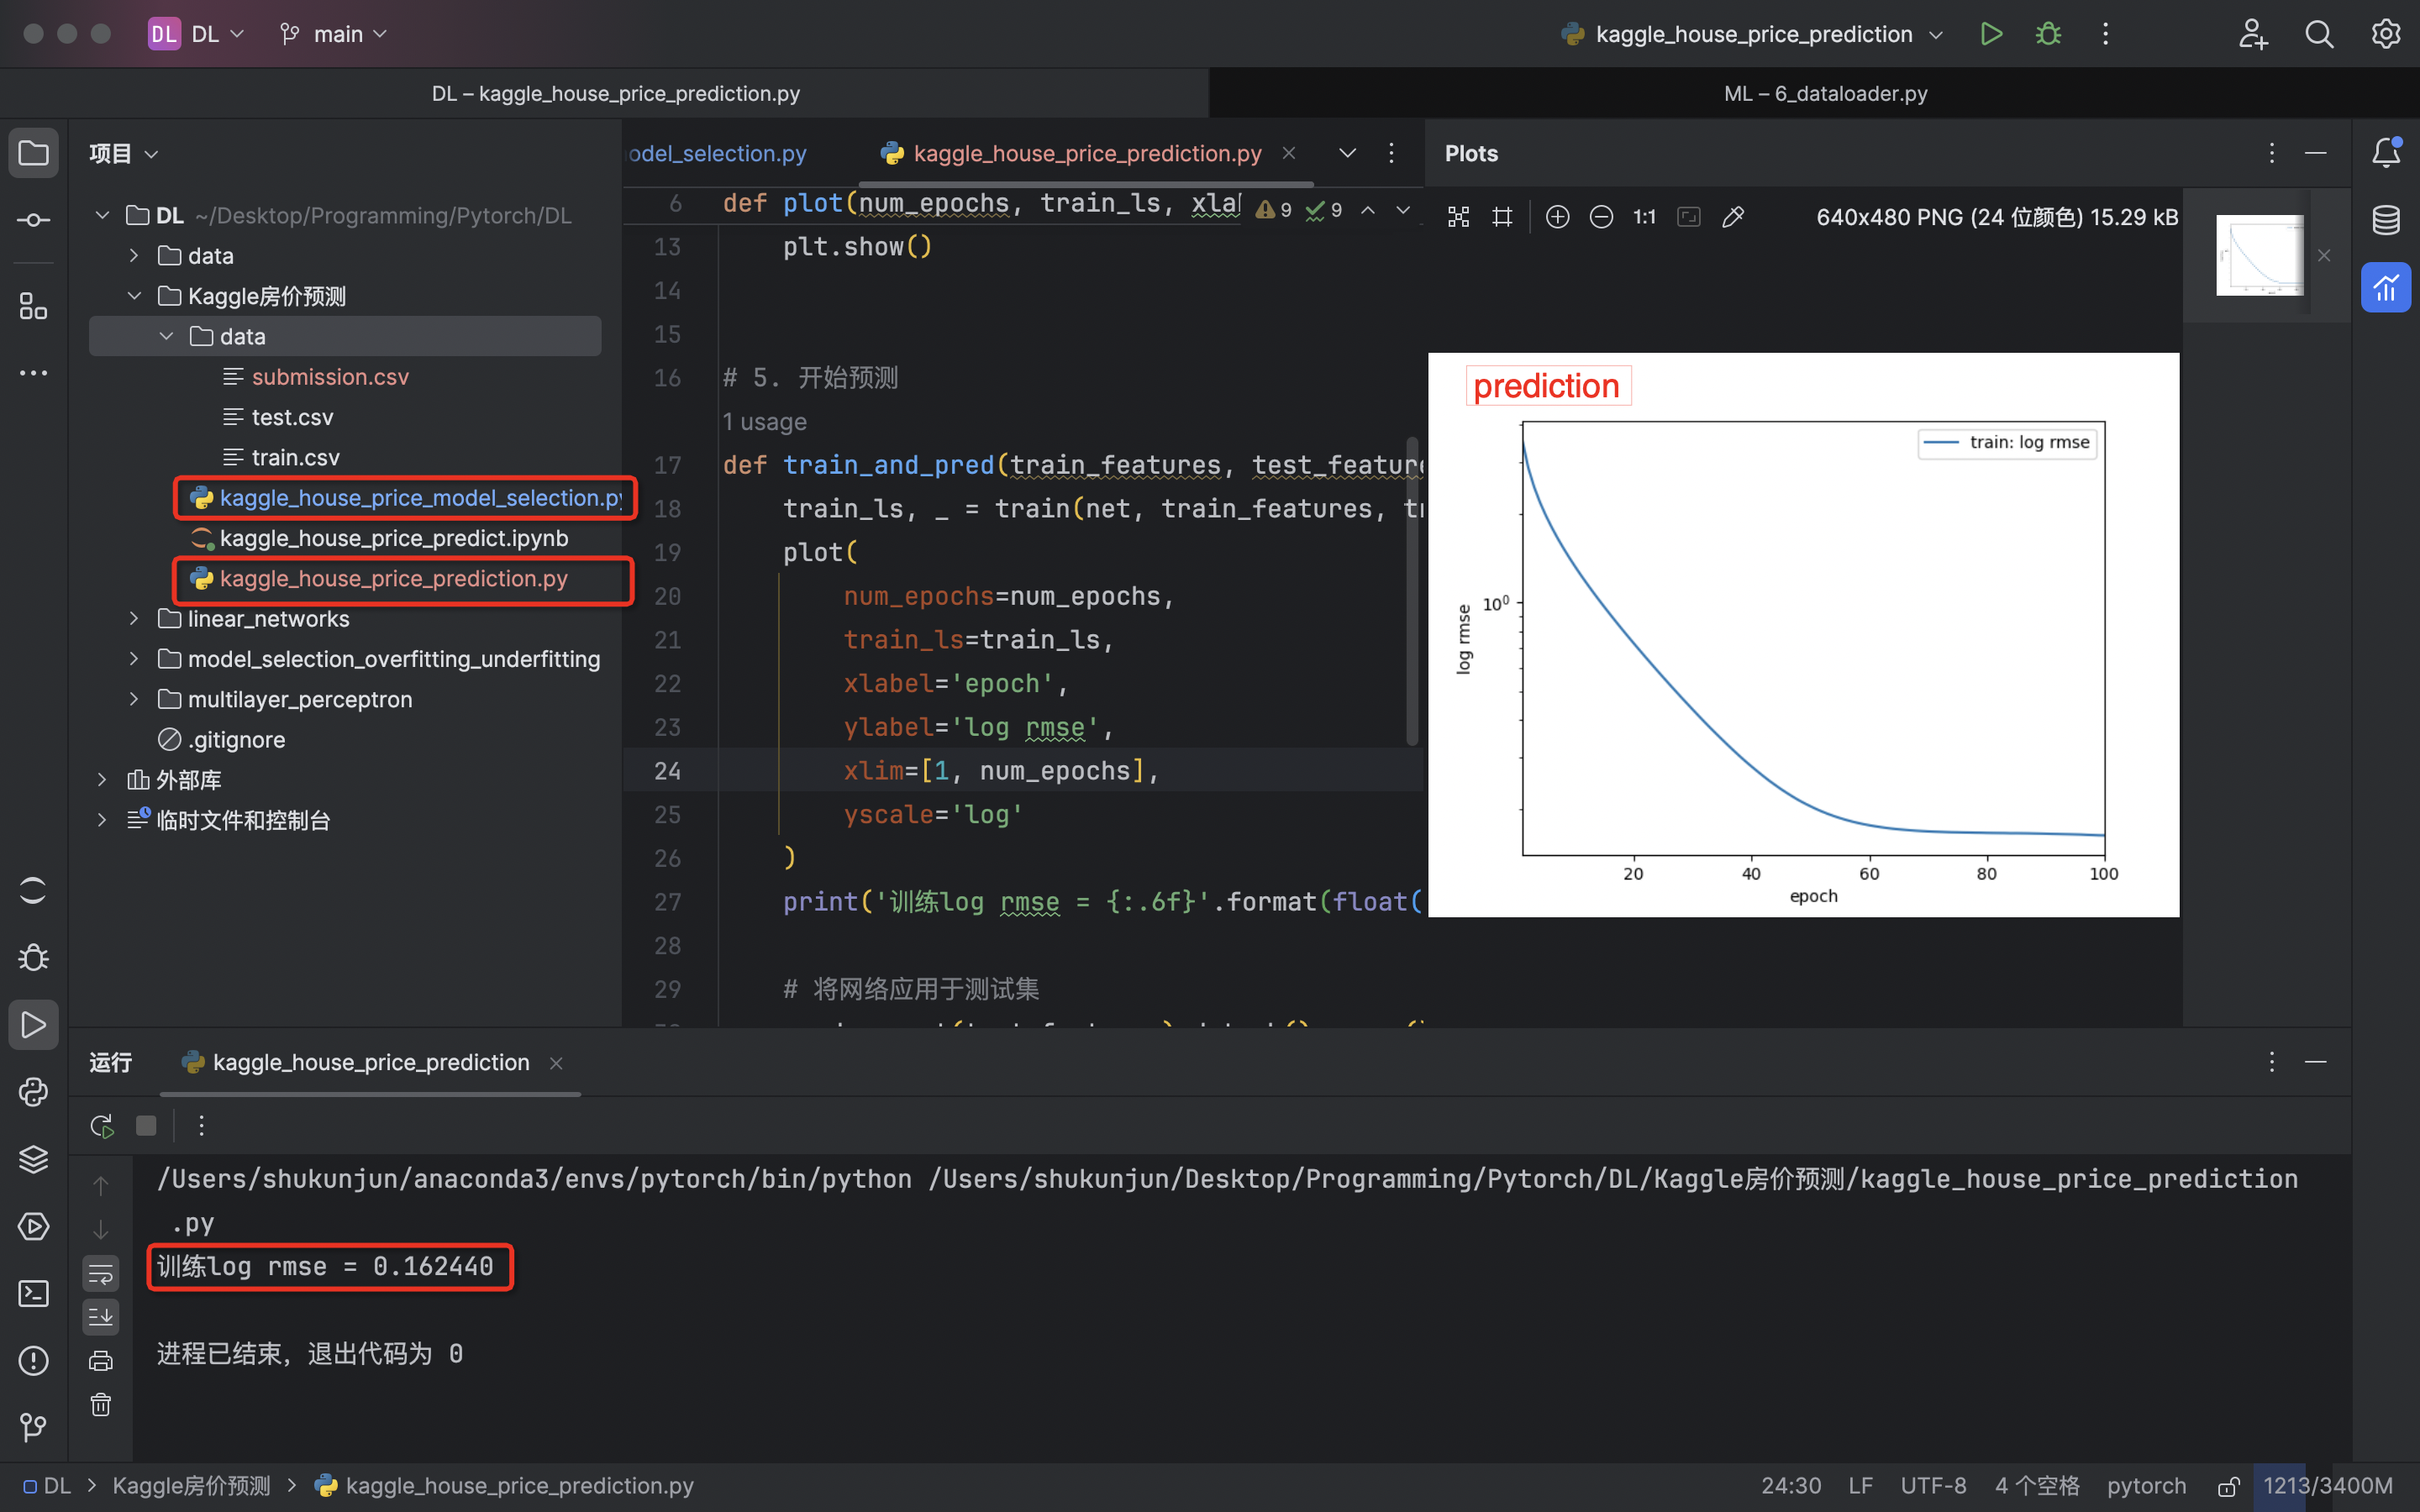 DL DL main kaggle_house_price_prediction
DL – kaggle_house_price_prediction.py ML – 6_dataloader.py
项目
DL ~/Desktop/Programming/Pytorch/DL
data
Kaggle房价预测
data
submission.csv
test.csv
train.csv
kaggle_house_price_model_selection.py
kaggle_house_price_predict.ipynb
kaggle_house_price_prediction.py
linear_networks
model_selection_overfitting_underfitting
multilayer_perceptron
.gitignore
外部库
临时文件和控制台
odel_selection.py kaggle_house_price_prediction.py
6 def plot(num_epochs, train_ls, xlal 9 9
13 plt.show()
14
15
16 # 5. 开始预测
1 usage
17 def train_and_pred(train_features, test_feature
18 train_ls, _ = train(net, train_features, tr
19 plot(
20 num_epochs=num_epochs,
21 train_ls=train_ls,
22 xlabel='epoch',
23 ylabel='log rmse',
24 xlim=[1, num_epochs],
25 yscale='log'
26 )
27 print('训练log rmse = {:.6f}'.format(float(
28
29 # 将网络应用于测试集
Plots
1:1 640x480 PNG (24 位颜色) 15.29 kB
prediction
train: log rmse
10⁰
log rmse
20 40 60 80 100
epoch
运行 kaggle_house_price_prediction
/Users/shukunjun/anaconda3/envs/pytorch/bin/python /Users/shukunjun/Desktop/Programming/Pytorch/DL/Kaggle房价预测/kaggle_house_price_prediction
.py
训练log rmse = 0.162440
进程已结束，退出代码为 0
DL > Kaggle房价预测 > kaggle_house_price_prediction.py 24:30 LF UTF-8 4 个空格 pytorch 1213/3400M